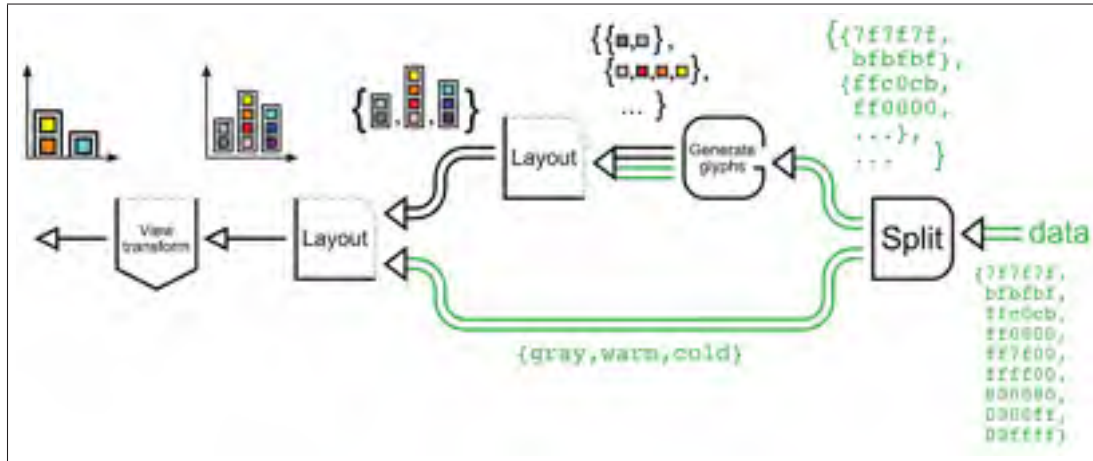 {{ , },
{ , , , },
... }
{ , , }
{{7f7f7f,
bfbfbf},
{ffc0cb,
ff0000,
...},
... }
Layout
Generate
glyphs
View
transform
Layout
Split
data
{gray,warm,cold}
{7f7f7f,
bfbfbf,
ffc0cb,
ff0000,
ff7f00,
ffff00,
0000ff,
00ffff}